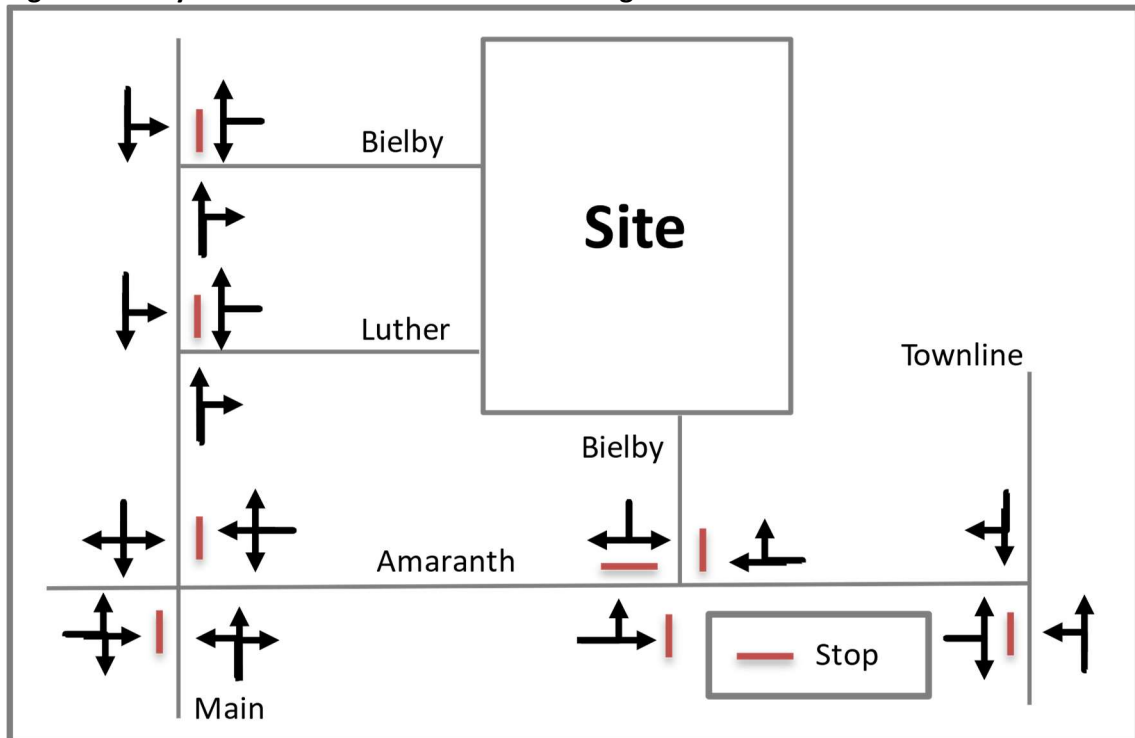 Bielby
Site
Luther
Townline
Bielby
Amaranth
Stop
Main